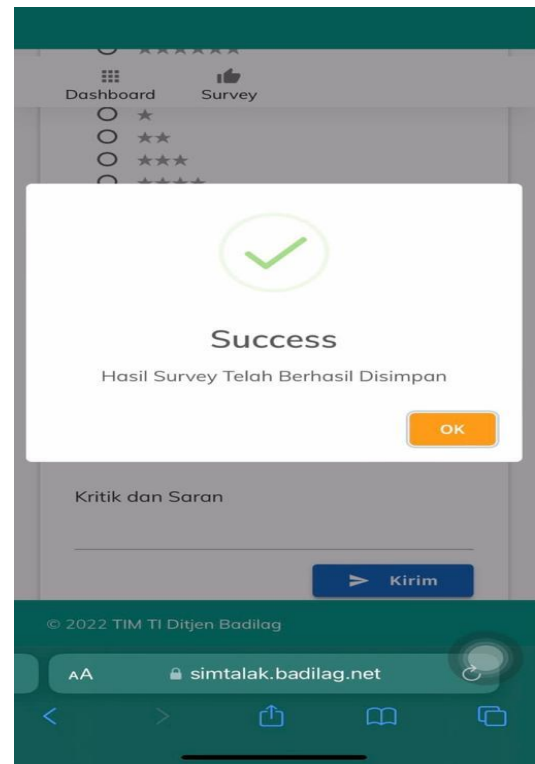 ★★★★★★
Dashboard Survey
★
★★
★★★
★★★★
Success
Hasil Survey Telah Berhasil Disimpan
OK
Kritik dan Saran
Kirim
© 2022 TIM TI Ditjen Badilag
AA simtalak.badilag.net